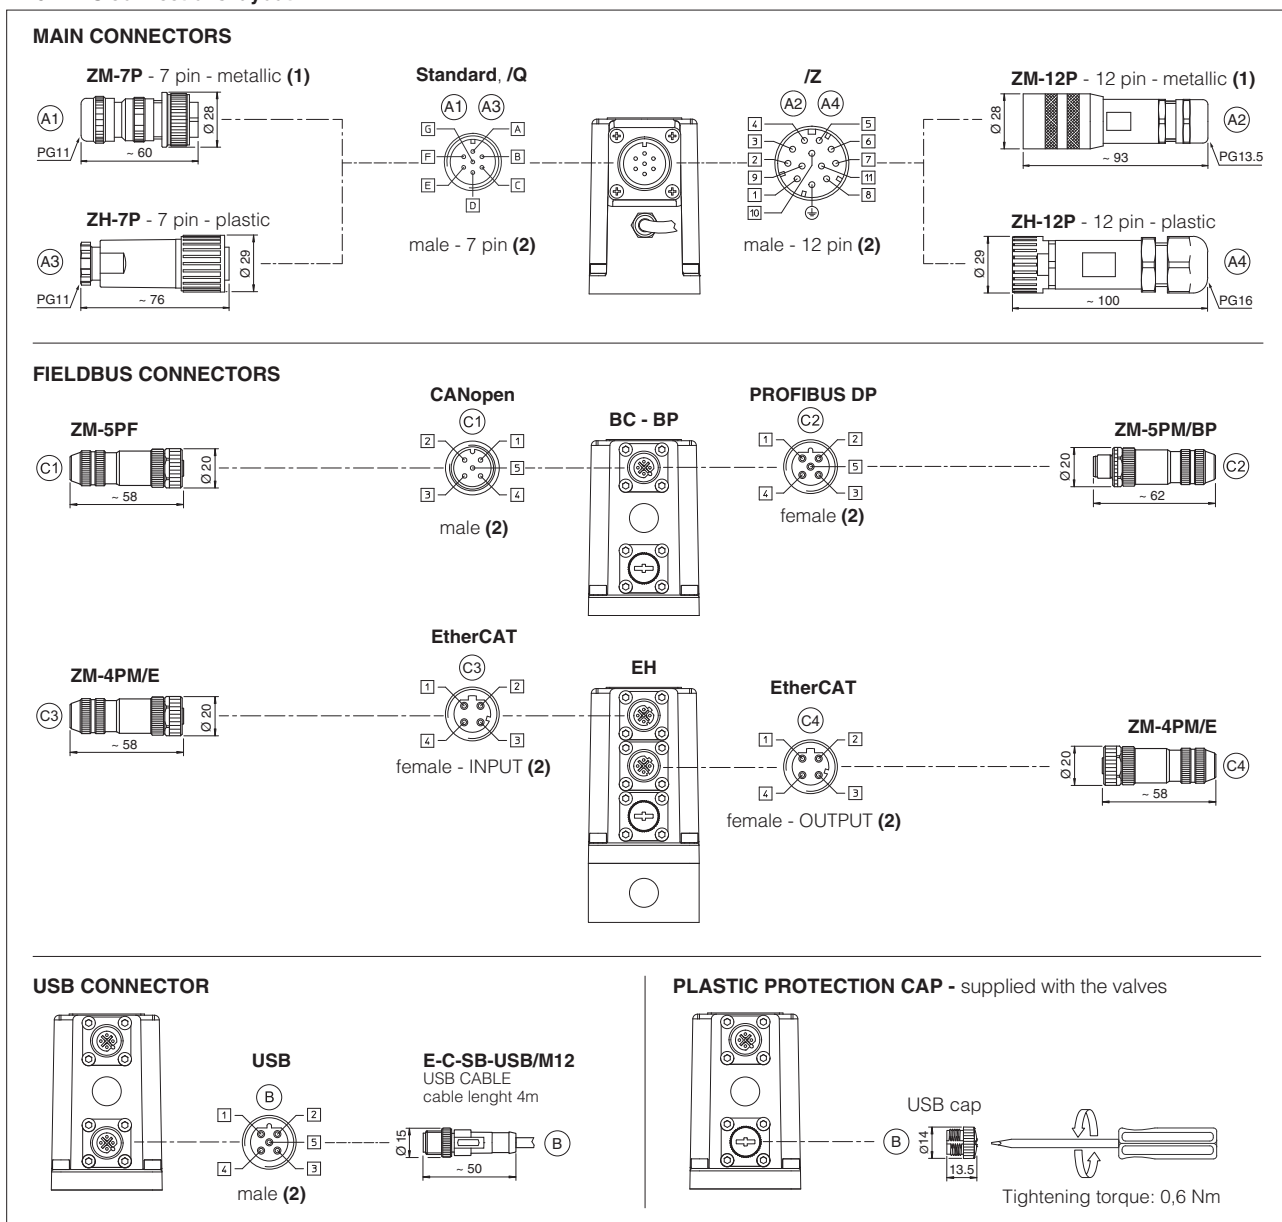 MAIN CONNECTORS
ZM-7P - 7 pin - metallic (1)
A1
PG11
~ 60
Ø 28
ZH-7P - 7 pin - plastic
A3
PG11
~ 76
Ø 29
Standard, /Q
A1 A3
G A
F B
E C
D
male - 7 pin (2)
/Z
A2 A4
4 5
3 6
2 7
9 11
1 8
10
male - 12 pin (2)
ZM-12P - 12 pin - metallic (1)
Ø 28
A2
PG13.5
~ 93
ZH-12P - 12 pin - plastic
Ø 29
A4
PG16
~ 100
FIELDBUS CONNECTORS
ZM-5PF
C1
Ø 20
~ 58
CANopen
C1
2 1
5
3 4
male (2)
BC - BP
PROFIBUS DP
C2
1 2
5
4 3
female (2)
ZM-5PM/BP
Ø 20
C2
~ 62
ZM-4PM/E
C3
Ø 20
~ 58
EtherCAT
C3
1 2
4 3
female - INPUT (2)
EH
EtherCAT
C4
1 2
4 3
female - OUTPUT (2)
ZM-4PM/E
Ø 20
C4
~ 58
USB CONNECTOR
USB
B
1 2
5
4 3
male (2)
E-C-SB-USB/M12
USB CABLE
cable lenght 4m
Ø 15
B
~ 50
PLASTIC PROTECTION CAP - supplied with the valves
USB cap
B
Ø14
13.5
Tightening torque: 0,6 Nm